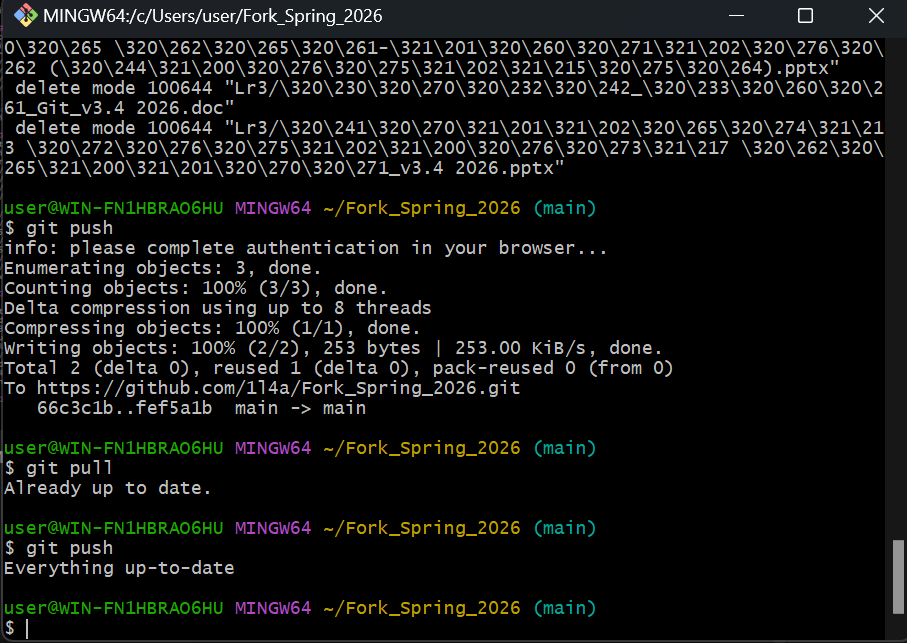 MINGW64:/c/Users/user/Fork_Spring_2026
0\320\265 \320\262\320\265\320\261-\321\201\320\260\320\271\321\202\320\276\320\
262 (\320\244\321\200\320\276\320\275\321\202\321\215\320\275\320\264).pptx"
 delete mode 100644 "Lr3/\320\230\320\270\320\232\320\242_\320\233\320\260\320\2
61_Git_v3.4 2026.doc"
 delete mode 100644 "Lr3/\320\241\320\270\321\201\321\202\320\265\320\274\321\21
3 \320\272\320\276\320\275\321\202\321\200\320\276\320\273\321\217 \320\262\320\
265\321\200\321\201\320\270\320\271_v3.4 2026.pptx"
user@WIN-FN1HBRAO6HU MINGW64 ~/Fork_Spring_2026 (main)
$ git push
info: please complete authentication in your browser...
Enumerating objects: 3, done.
Counting objects: 100% (3/3), done.
Delta compression using up to 8 threads
Compressing objects: 100% (1/1), done.
Writing objects: 100% (2/2), 253 bytes | 253.00 KiB/s, done.
Total 2 (delta 0), reused 1 (delta 0), pack-reused 0 (from 0)
To https://github.com/1l4a/Fork_Spring_2026.git
   66c3c1b..fef5a1b  main -> main
user@WIN-FN1HBRAO6HU MINGW64 ~/Fork_Spring_2026 (main)
$ git pull
Already up to date.
user@WIN-FN1HBRAO6HU MINGW64 ~/Fork_Spring_2026 (main)
$ git push
Everything up-to-date
user@WIN-FN1HBRAO6HU MINGW64 ~/Fork_Spring_2026 (main)
$